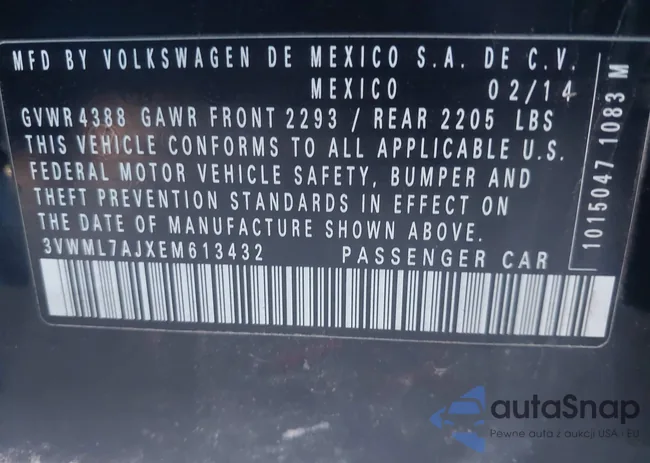 MFD BY VOLKSWAGEN DE MEXICO S.A. DE C.V.
MEXICO 02/14
GVWR 4388 GAWR FRONT 2293 / REAR 2205 LBS
THIS VEHICLE CONFORMS TO ALL APPLICABLE U.S.
FEDERAL MOTOR VEHICLE SAFETY, BUMPER AND
THEFT PREVENTION STANDARDS IN EFFECT ON
THE DATE OF MANUFACTURE SHOWN ABOVE.
3VWML7AJXEM613432 PASSENGER CAR
1015047 1083 M
autaSnap
Pewne auta z aukcji USA - EU